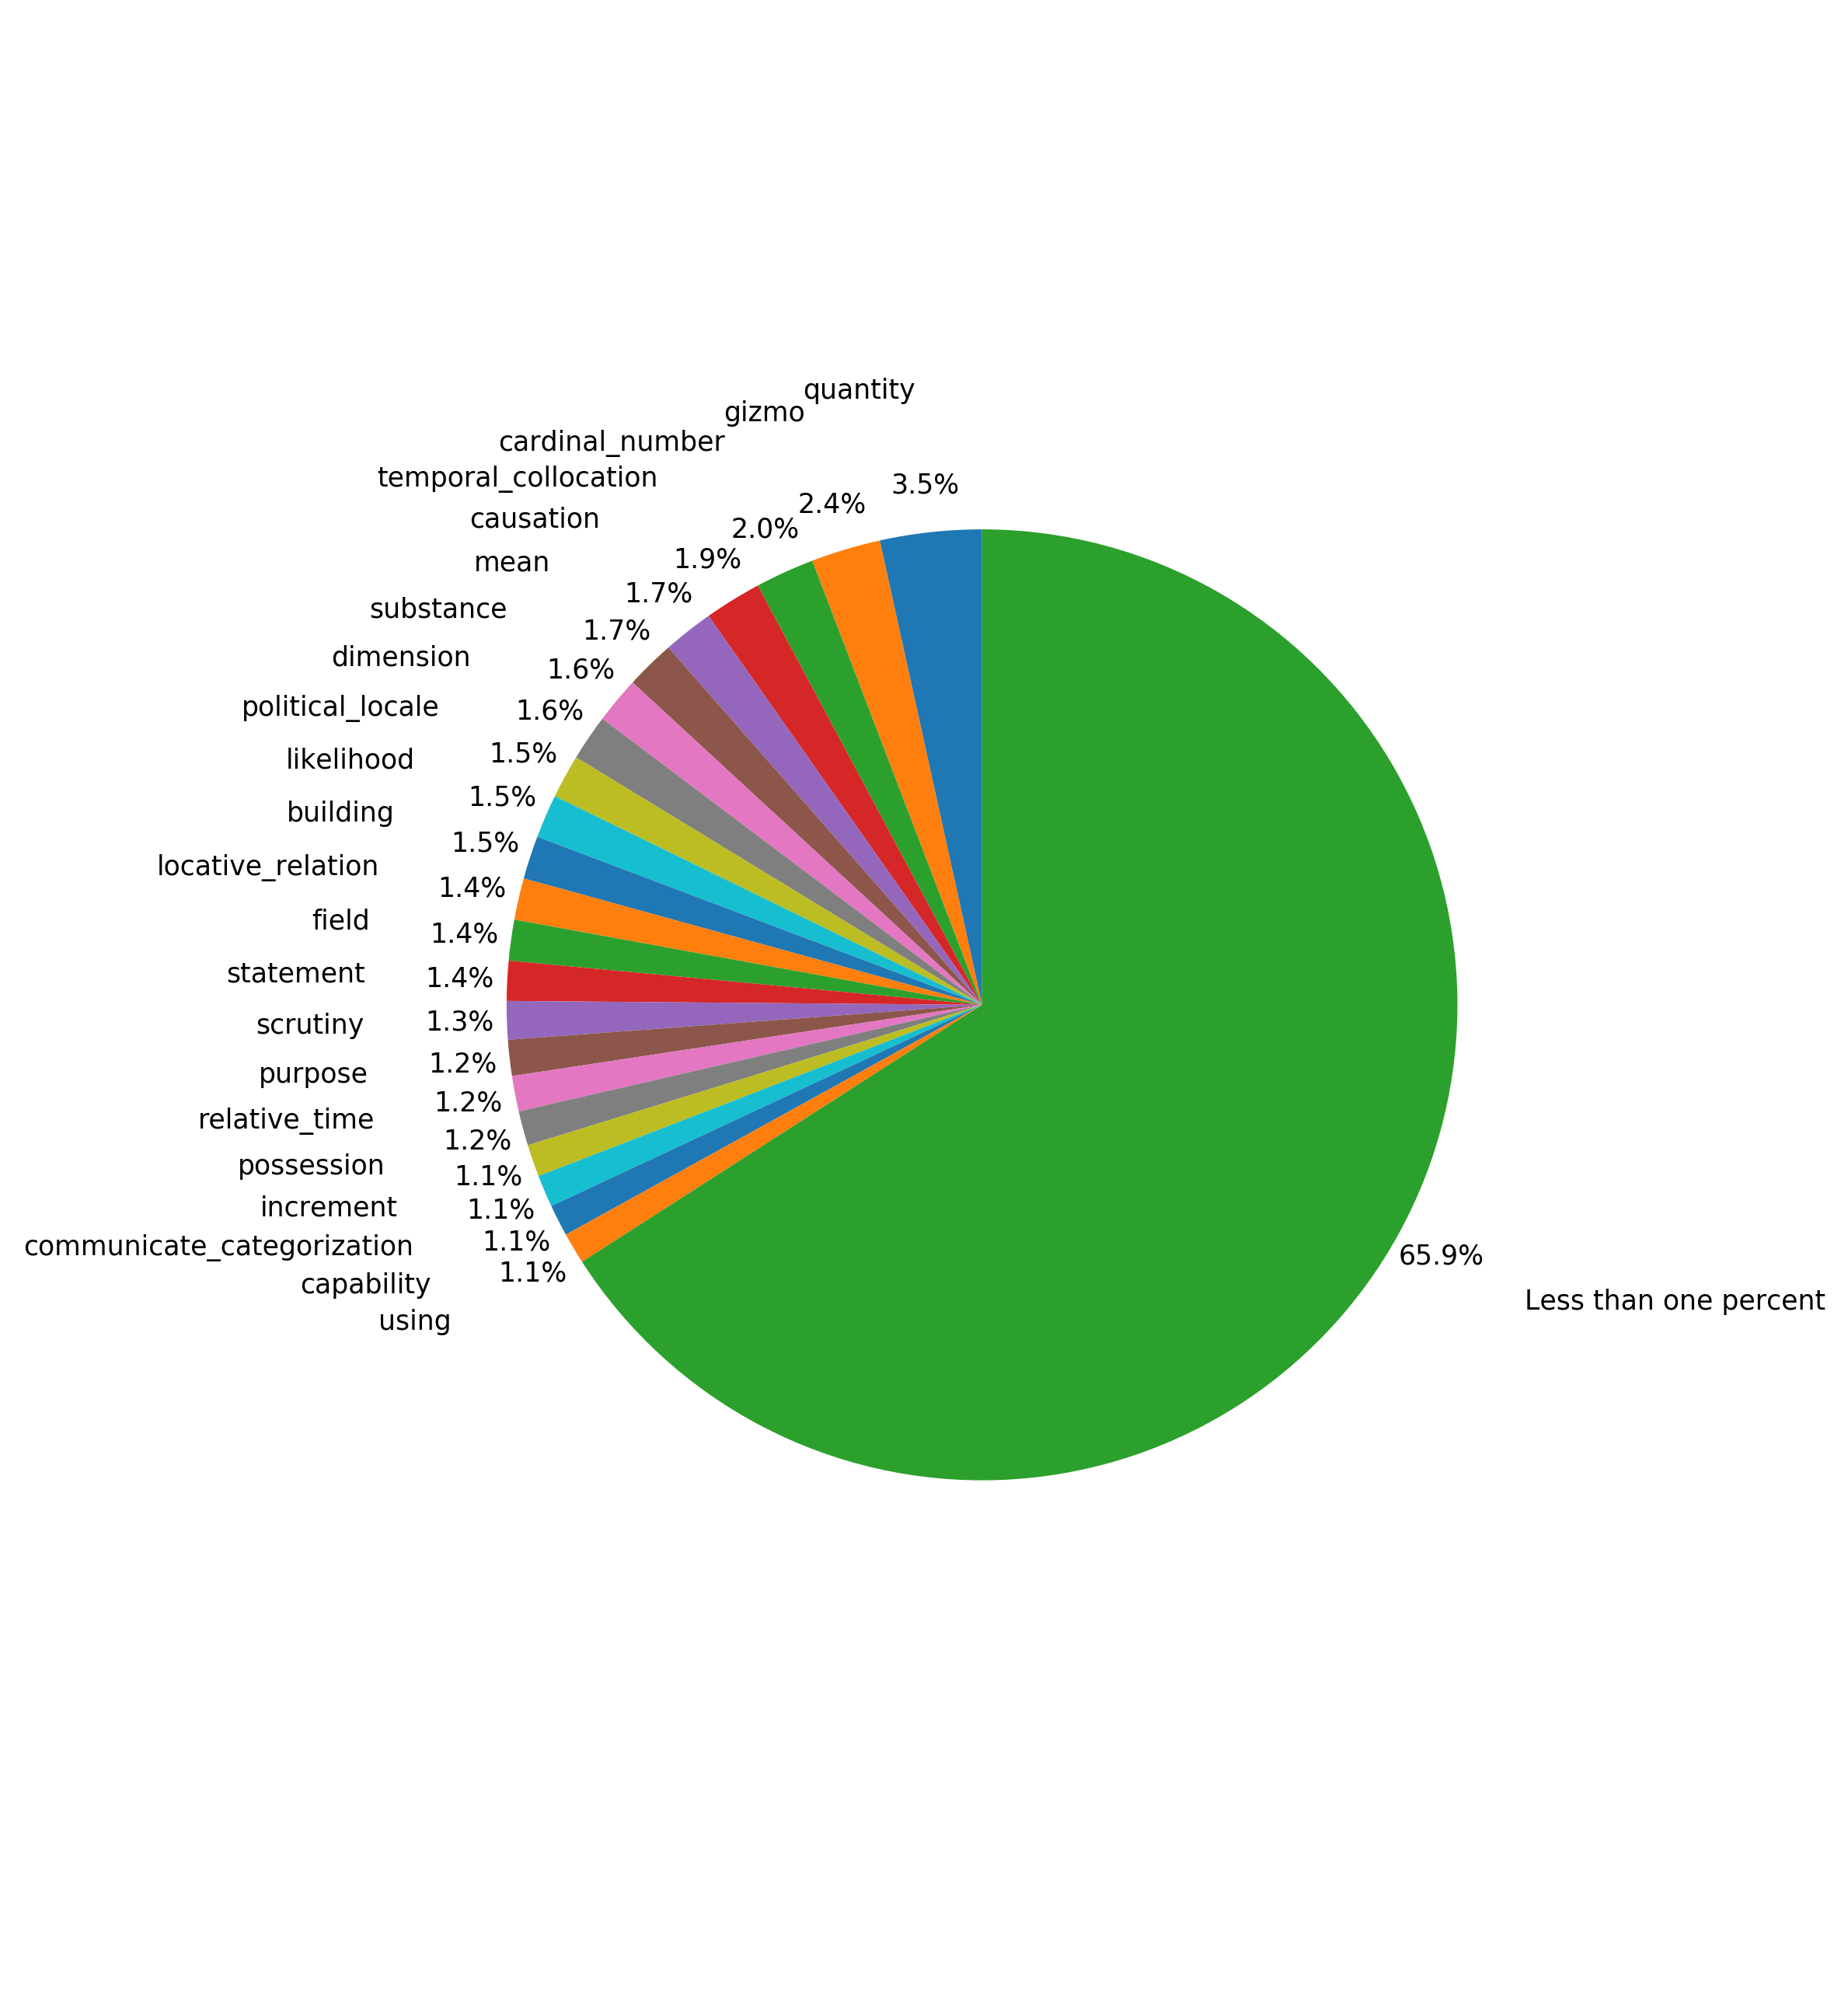 quantity
gizmo
cardinal_number
temporal_collocation
causation
mean
substance
dimension
political_locale
likelihood
building
locative_relation
field
statement
scrutiny
purpose
relative_time
possession
increment
communicate_categorization
capability
using
Less than one percent
3.5%
2.4%
2.0%
1.9%
1.7%
1.7%
1.6%
1.6%
1.5%
1.5%
1.5%
1.4%
1.4%
1.4%
1.3%
1.2%
1.2%
1.2%
1.1%
1.1%
1.1%
1.1%
65.9%